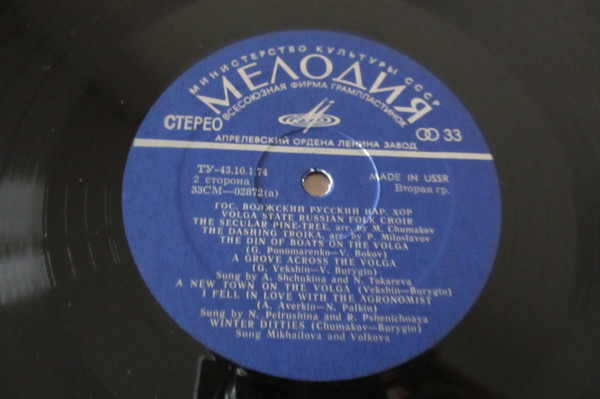 МИНИСТЕРСТВО КУЛЬТУРЫ СССР
МЕЛОДИЯ
ВСЕСОЮЗНАЯ ФИРМА ГРАМПЛАСТИНОК
СТЕРЕО
33
АПРЕЛЕВСКИЙ ОРДЕНА ЛЕНИНА ЗАВОД
ТУ-43.10.1.74
MADE IN USSR
2 сторона
Вторая гр.
33СМ—02872(а)
ГОС. ВОЛЖСКИЙ РУССКИЙ НАР. ХОР
VOLGA STATE RUSSIAN FOLK CHOIR
THE SECULAR PINE-TREE, arr. by M. Chumakov
THE DASHING TROIKA, arr. by P. Miloslavov
THE DIN OF BOATS ON THE VOLGA
(G. Ponomarenko—V. Bokov)
A GROVE ACROSS THE VOLGA
(G. Vekshin—V. Burygin)
Sung by A. Shchukina and N. Tokareva
A NEW TOWN ON THE VOLGA (Vekshin—Burygin)
I FELL IN LOVE WITH THE AGRONOMIST
(A. Averkin—N. Palkin)
Sung by N. Petrushina and R. Pshenichnaya
WINTER DITTIES (Chumakov—Burygin)
Sung Mikhailova and Volkova